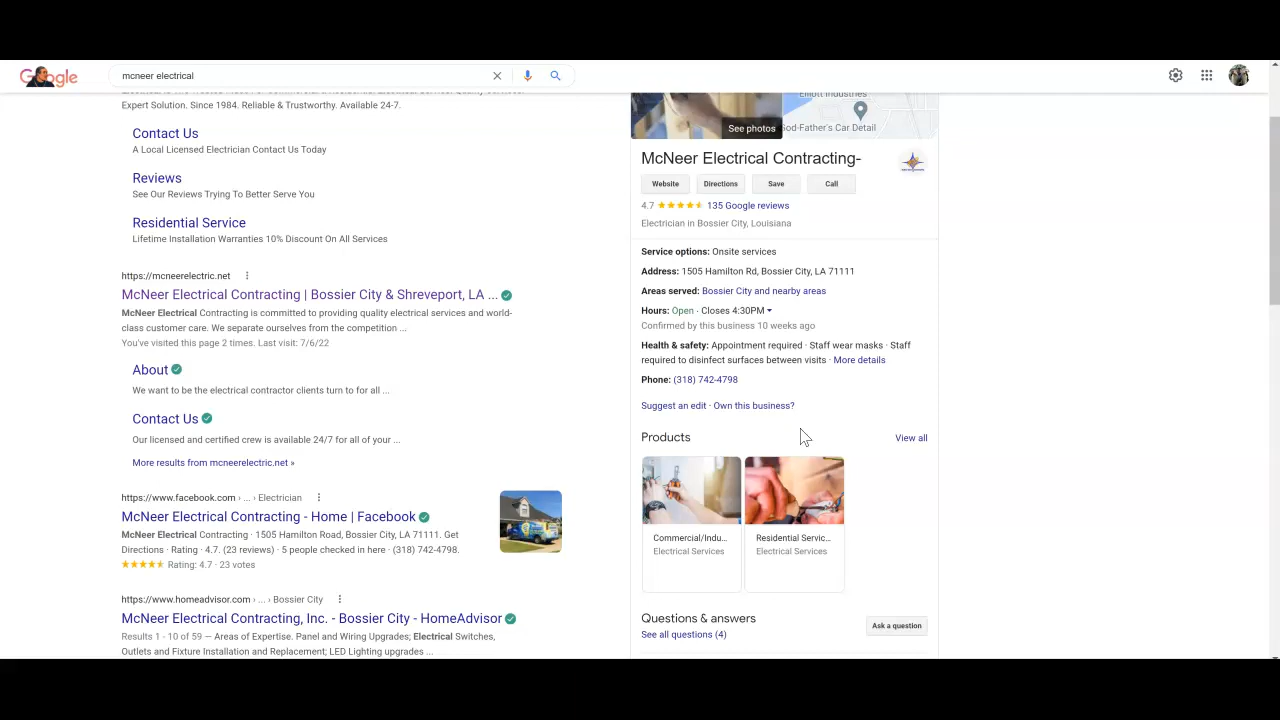 Google
mcneer electrical
Expert Solution. Since 1984. Reliable & Trustworthy. Available 24-7.
Contact Us
A Local Licensed Electrician Contact Us Today
Reviews
See Our Reviews Trying To Better Serve You
Residential Service
Lifetime Installation Warranties 10% Discount On All Services
https://mcneerelectric.net
McNeer Electrical Contracting | Bossier City & Shreveport, LA ...
McNeer Electrical Contracting is committed to providing quality electrical services and world-
class customer care. We separate ourselves from the competition ...
You've visited this page 2 times. Last visit: 7/6/22
About
We want to be the electrical contractor clients turn to for all ...
Contact Us
Our licensed and certified crew is available 24/7 for all of your ...
More results from mcneerelectric.net »
https://www.facebook.com › ... › Electrician
McNeer Electrical Contracting - Home | Facebook
McNeer Electrical Contracting · 1505 Hamilton Road, Bossier City, LA 71111. Get
Directions · Rating · 4.7. (23 reviews) · 5 people checked in here · (318) 742-4798.
Rating: 4.7 · 23 votes
https://www.homeadvisor.com › ... › Bossier City
McNeer Electrical Contracting, Inc. - Bossier City - HomeAdvisor
Results 1 - 10 of 59 — Areas of Expertise. Panel and Wiring Upgrades; Electrical Switches,
Outlets and Fixture Installation and Replacement; LED Lighting upgrades ...
Elliott Industries
See photos
God-Father's Car Detail
McNeer Electrical Contracting-
Website Directions Save Call
4.7 135 Google reviews
Electrician in Bossier City, Louisiana
Service options: Onsite services
Address: 1505 Hamilton Rd, Bossier City, LA 71111
Areas served: Bossier City and nearby areas
Hours: Open · Closes 4:30PM
Confirmed by this business 10 weeks ago
Health & safety: Appointment required · Staff wear masks · Staff
required to disinfect surfaces between visits · More details
Phone: (318) 742-4798
Suggest an edit · Own this business?
Products View all
Commercial/Indu... Residential Servic...
Electrical Services Electrical Services
Questions & answers
See all questions (4)
Ask a question